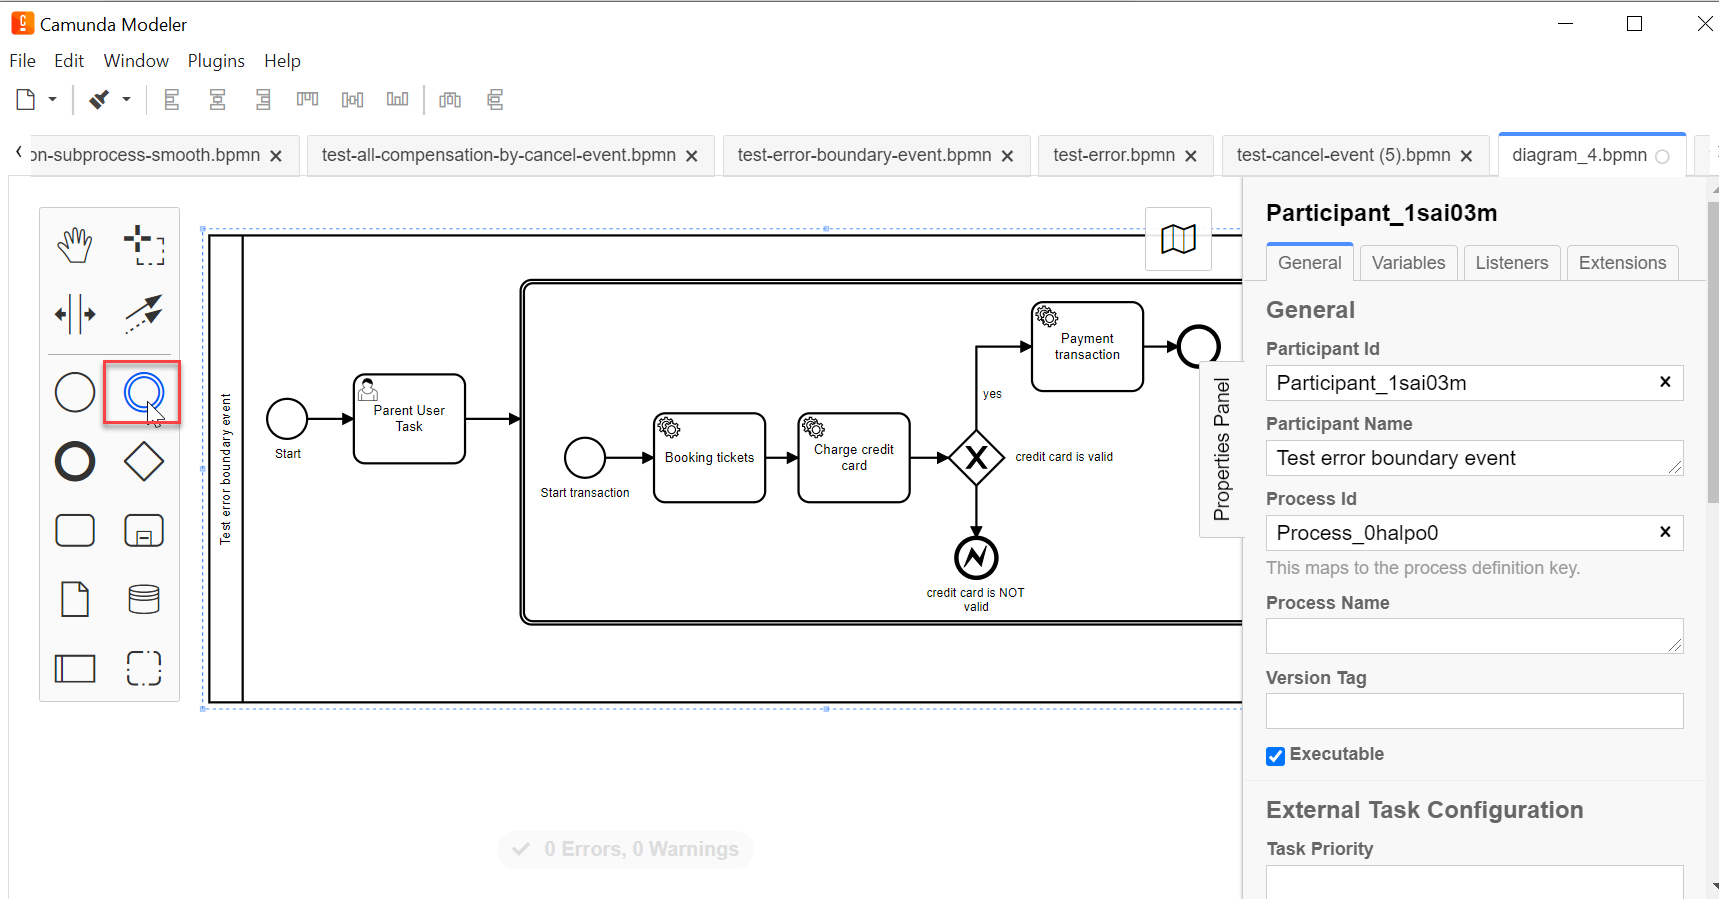 Camunda Modeler
File Edit Window Plugins Help
on-subprocess-smooth.bpmn
test-all-compensation-by-cancel-event.bpmn
test-error-boundary-event.bpmn
test-error.bpmn
test-cancel-event (5).bpmn
diagram_4.bpmn
Test error boundary event
Start
Parent User
Task
Start transaction
Booking tickets
Charge credit
card
yes
credit card is valid
Payment
transaction
credit card is NOT
valid
0 Errors, 0 Warnings
Properties Panel
Participant_1sai03m
General Variables Listeners Extensions
General
Participant Id
Participant_1sai03m
Participant Name
Test error boundary event
Process Id
Process_0halpo0
This maps to the process definition key.
Process Name
Version Tag
Executable
External Task Configuration
Task Priority